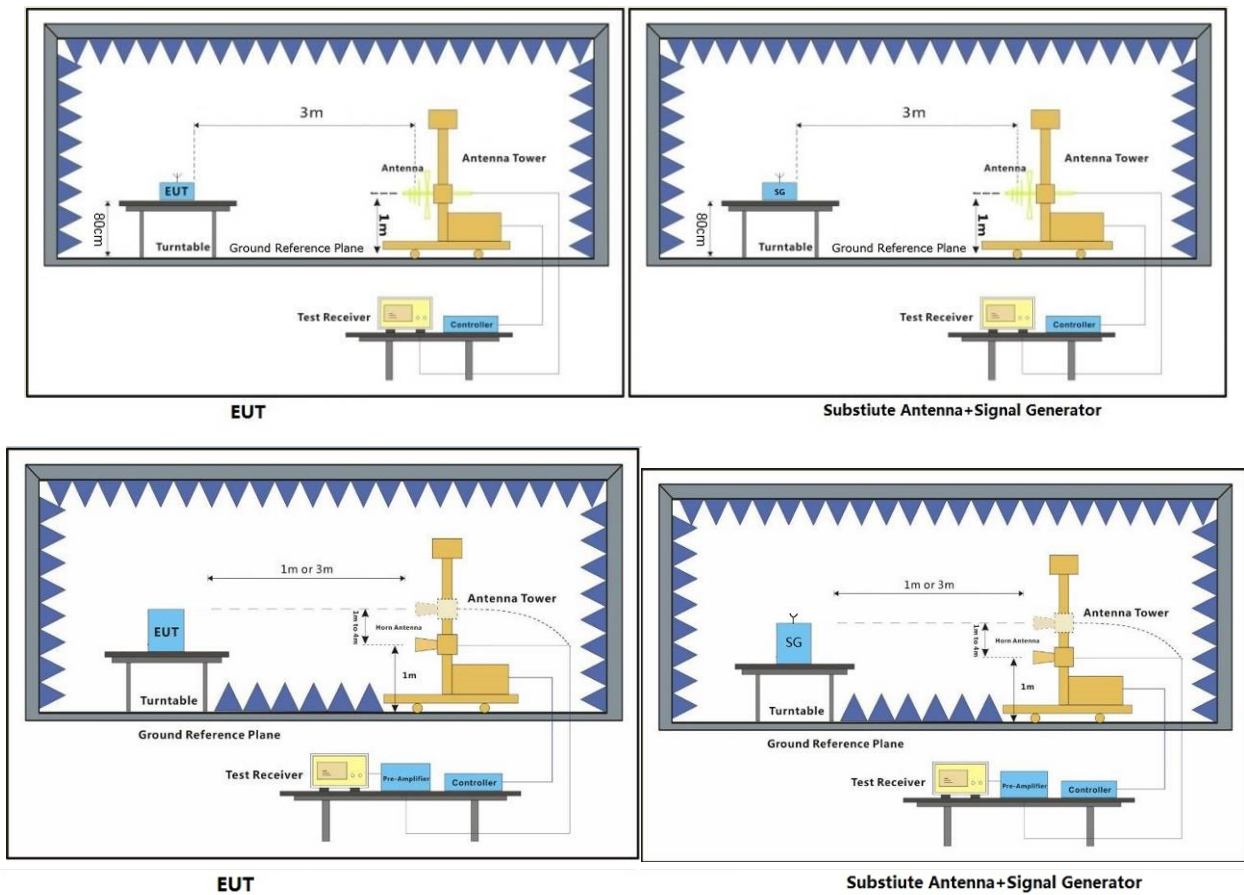 3m
Antenna
Antenna Tower
EUT
80cm
1m
Turntable
Ground Reference Plane
Test Receiver
Controller
EUT
3m
Antenna
Antenna Tower
SG
80cm
1m
Turntable
Ground Reference Plane
Test Receiver
Controller
Substiute Antenna+Signal Generator
1m or 3m
Antenna Tower
1m to 4m
Horn Antenna
EUT
1m
Turntable
Ground Reference Plane
Test Receiver
Pre-Amplifier
Controller
EUT
1m or 3m
Antenna Tower
1m to 4m
Horn Antenna
SG
1m
Turntable
Ground Reference Plane
Test Receiver
Pre-Amplifier
Controller
Substiute Antenna+Signal Generator